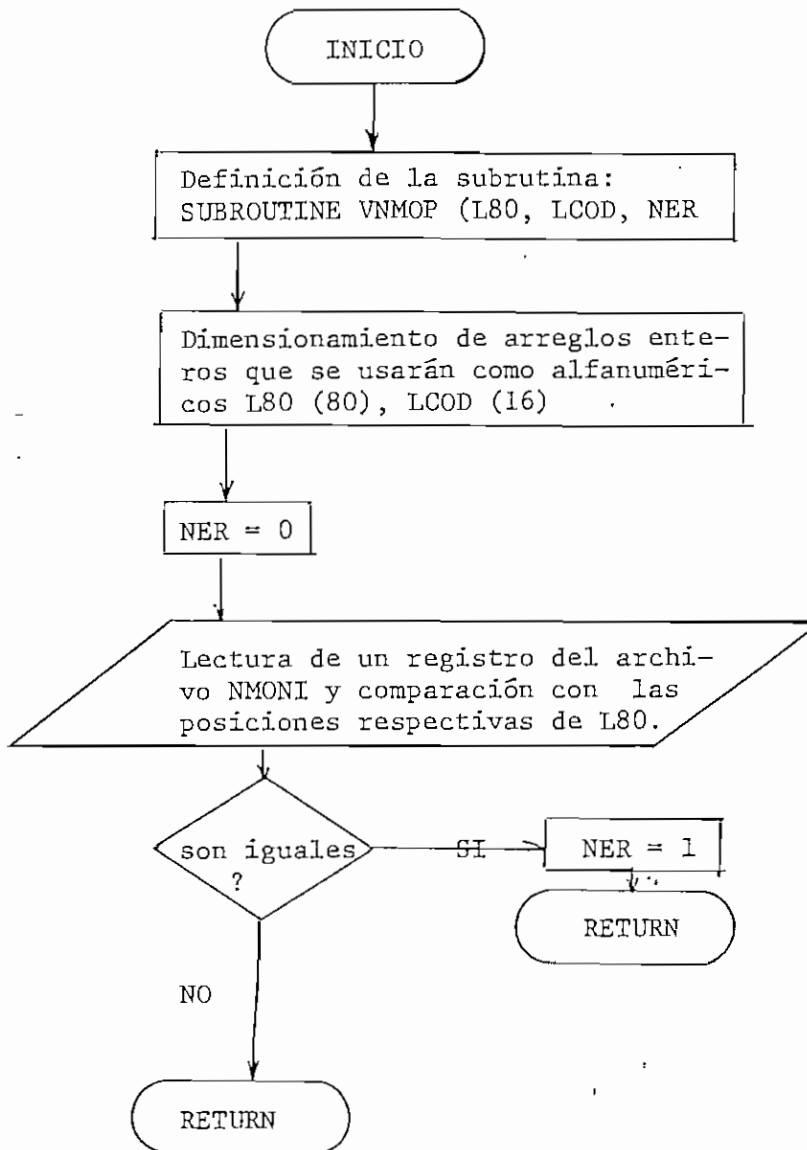 INICIO
Definición de la subrutina:
SUBROUTINE VNMOP (L80, LCOD, NER
Dimensionamiento de arreglos ente-
ros que se usarán como alfanuméri-
cos L80 (80), LCOD (16)
NER = 0
Lectura de un registro del archi-
vo NMONI y comparación con las
posiciones respectivas de L80.
son iguales
?
SI
NER = 1
RETURN
NO
RETURN